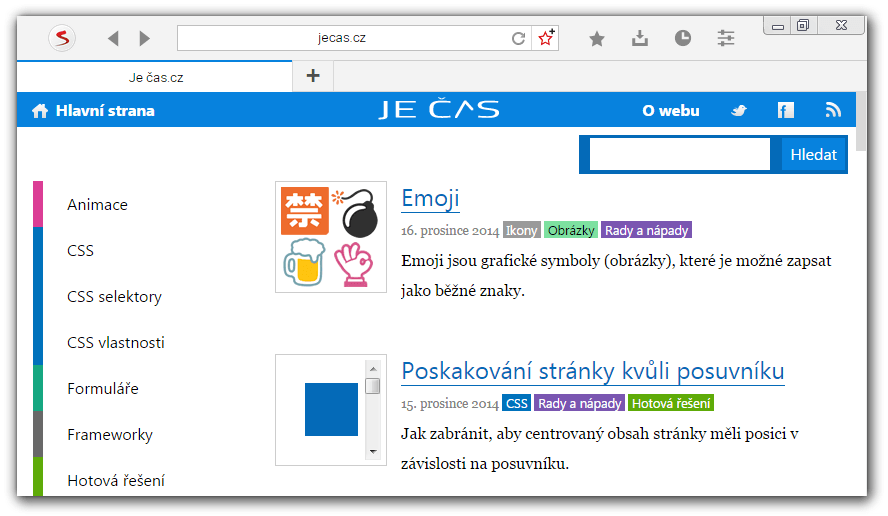 jecas.cz
Je čas.cz
Hlavní strana
JE ČAS
O webu
Hledat
Animace
CSS
CSS selektory
CSS vlastnosti
Formuláře
Frameworky
Hotová řešení
禁
Emoji
16. prosince 2014 Ikony Obrázky Rady a nápady
Emoji jsou grafické symboly (obrázky), které je možné zapsat
jako běžné znaky.
Poskakování stránky kvůli posuvníku
15. prosince 2014 CSS Rady a nápady Hotová řešení
Jak zabránit, aby centrovaný obsah stránky měli posici v
závislosti na posuvníku.